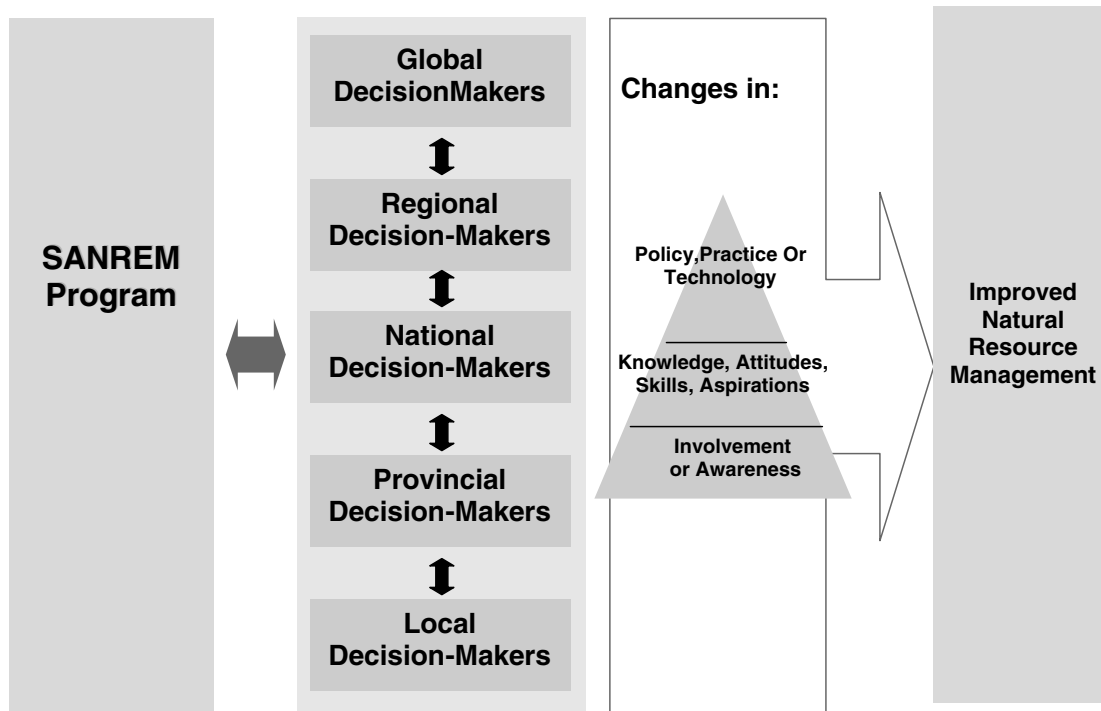 SANREM
Program
Global
DecisionMakers
Regional
Decision-Makers
National
Decision-Makers
Provincial
Decision-Makers
Local
Decision-Makers
Changes in:
Policy,Practice Or
Technology
Knowledge, Attitudes,
Skills, Aspirations
Involvement
or Awareness
Improved
Natural
Resource
Management